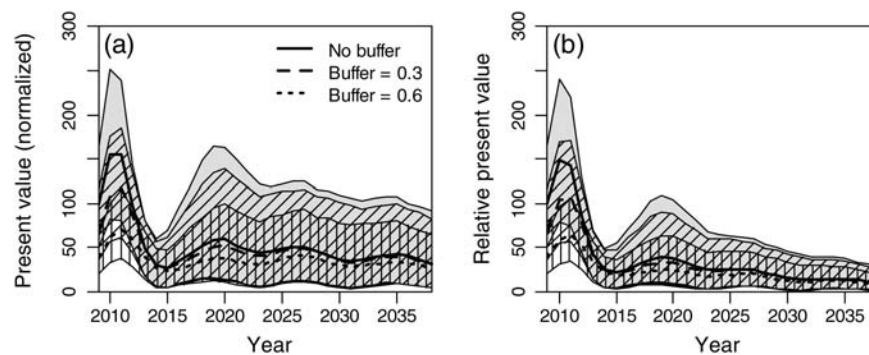 (a)
No buffer
Buffer = 0.3
Buffer = 0.6
Present value (normalized)
300
200
100
50
0
2010 2015 2020 2025 2030 2035
Year
(b)
Relative present value
300
200
100
50
0
2010 2015 2020 2025 2030 2035
Year